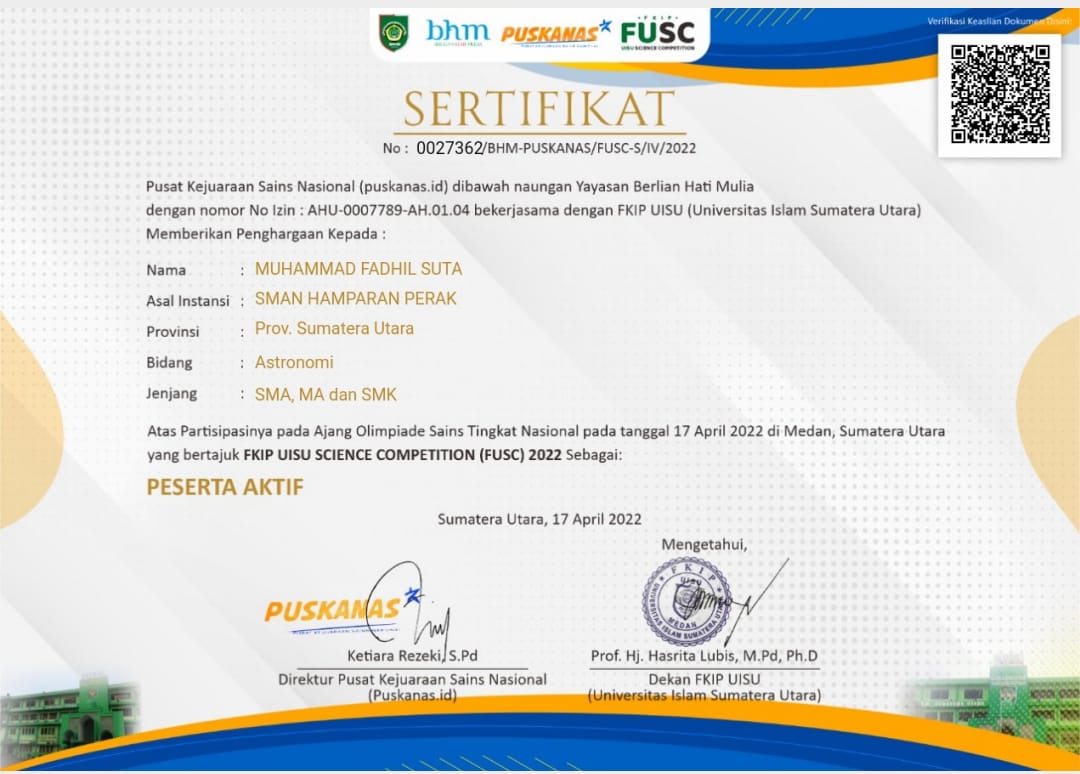 bhm
PUSKANAS
FKIP
FUSC
UISU SCIENCE COMPETITION
Verifikasi Keaslian Dokumen Disini:
SERTIFIKAT
No : 0027362/BHM-PUSKANAS/FUSC-S/IV/2022
Pusat Kejuaraan Sains Nasional (puskanas.id) dibawah naungan Yayasan Berlian Hati Mulia
dengan nomor No Izin : AHU-0007789-AH.01.04 bekerjasama dengan FKIP UISU (Universitas Islam Sumatera Utara)
Memberikan Penghargaan Kepada :
Nama : MUHAMMAD FADHIL SUTA
Asal Instansi : SMAN HAMPARAN PERAK
Provinsi : Prov. Sumatera Utara
Bidang : Astronomi
Jenjang : SMA, MA dan SMK
Atas Partisipasinya pada Ajang Olimpiade Sains Tingkat Nasional pada tanggal 17 April 2022 di Medan, Sumatera Utara
yang bertajuk FKIP UISU SCIENCE COMPETITION (FUSC) 2022 Sebagai:
PESERTA AKTIF
Sumatera Utara, 17 April 2022
Mengetahui,
PUSKANAS
FKIP
UISU
MEDAN
UNIVERSITAS ISLAM SUMATERA UTARA
Ketiara Rezeki, S.Pd
Direktur Pusat Kejuaraan Sains Nasional
(Puskanas.id)
Prof. Hj. Hasrita Lubis, M.Pd, Ph.D
Dekan FKIP UISU
(Universitas Islam Sumatera Utara)